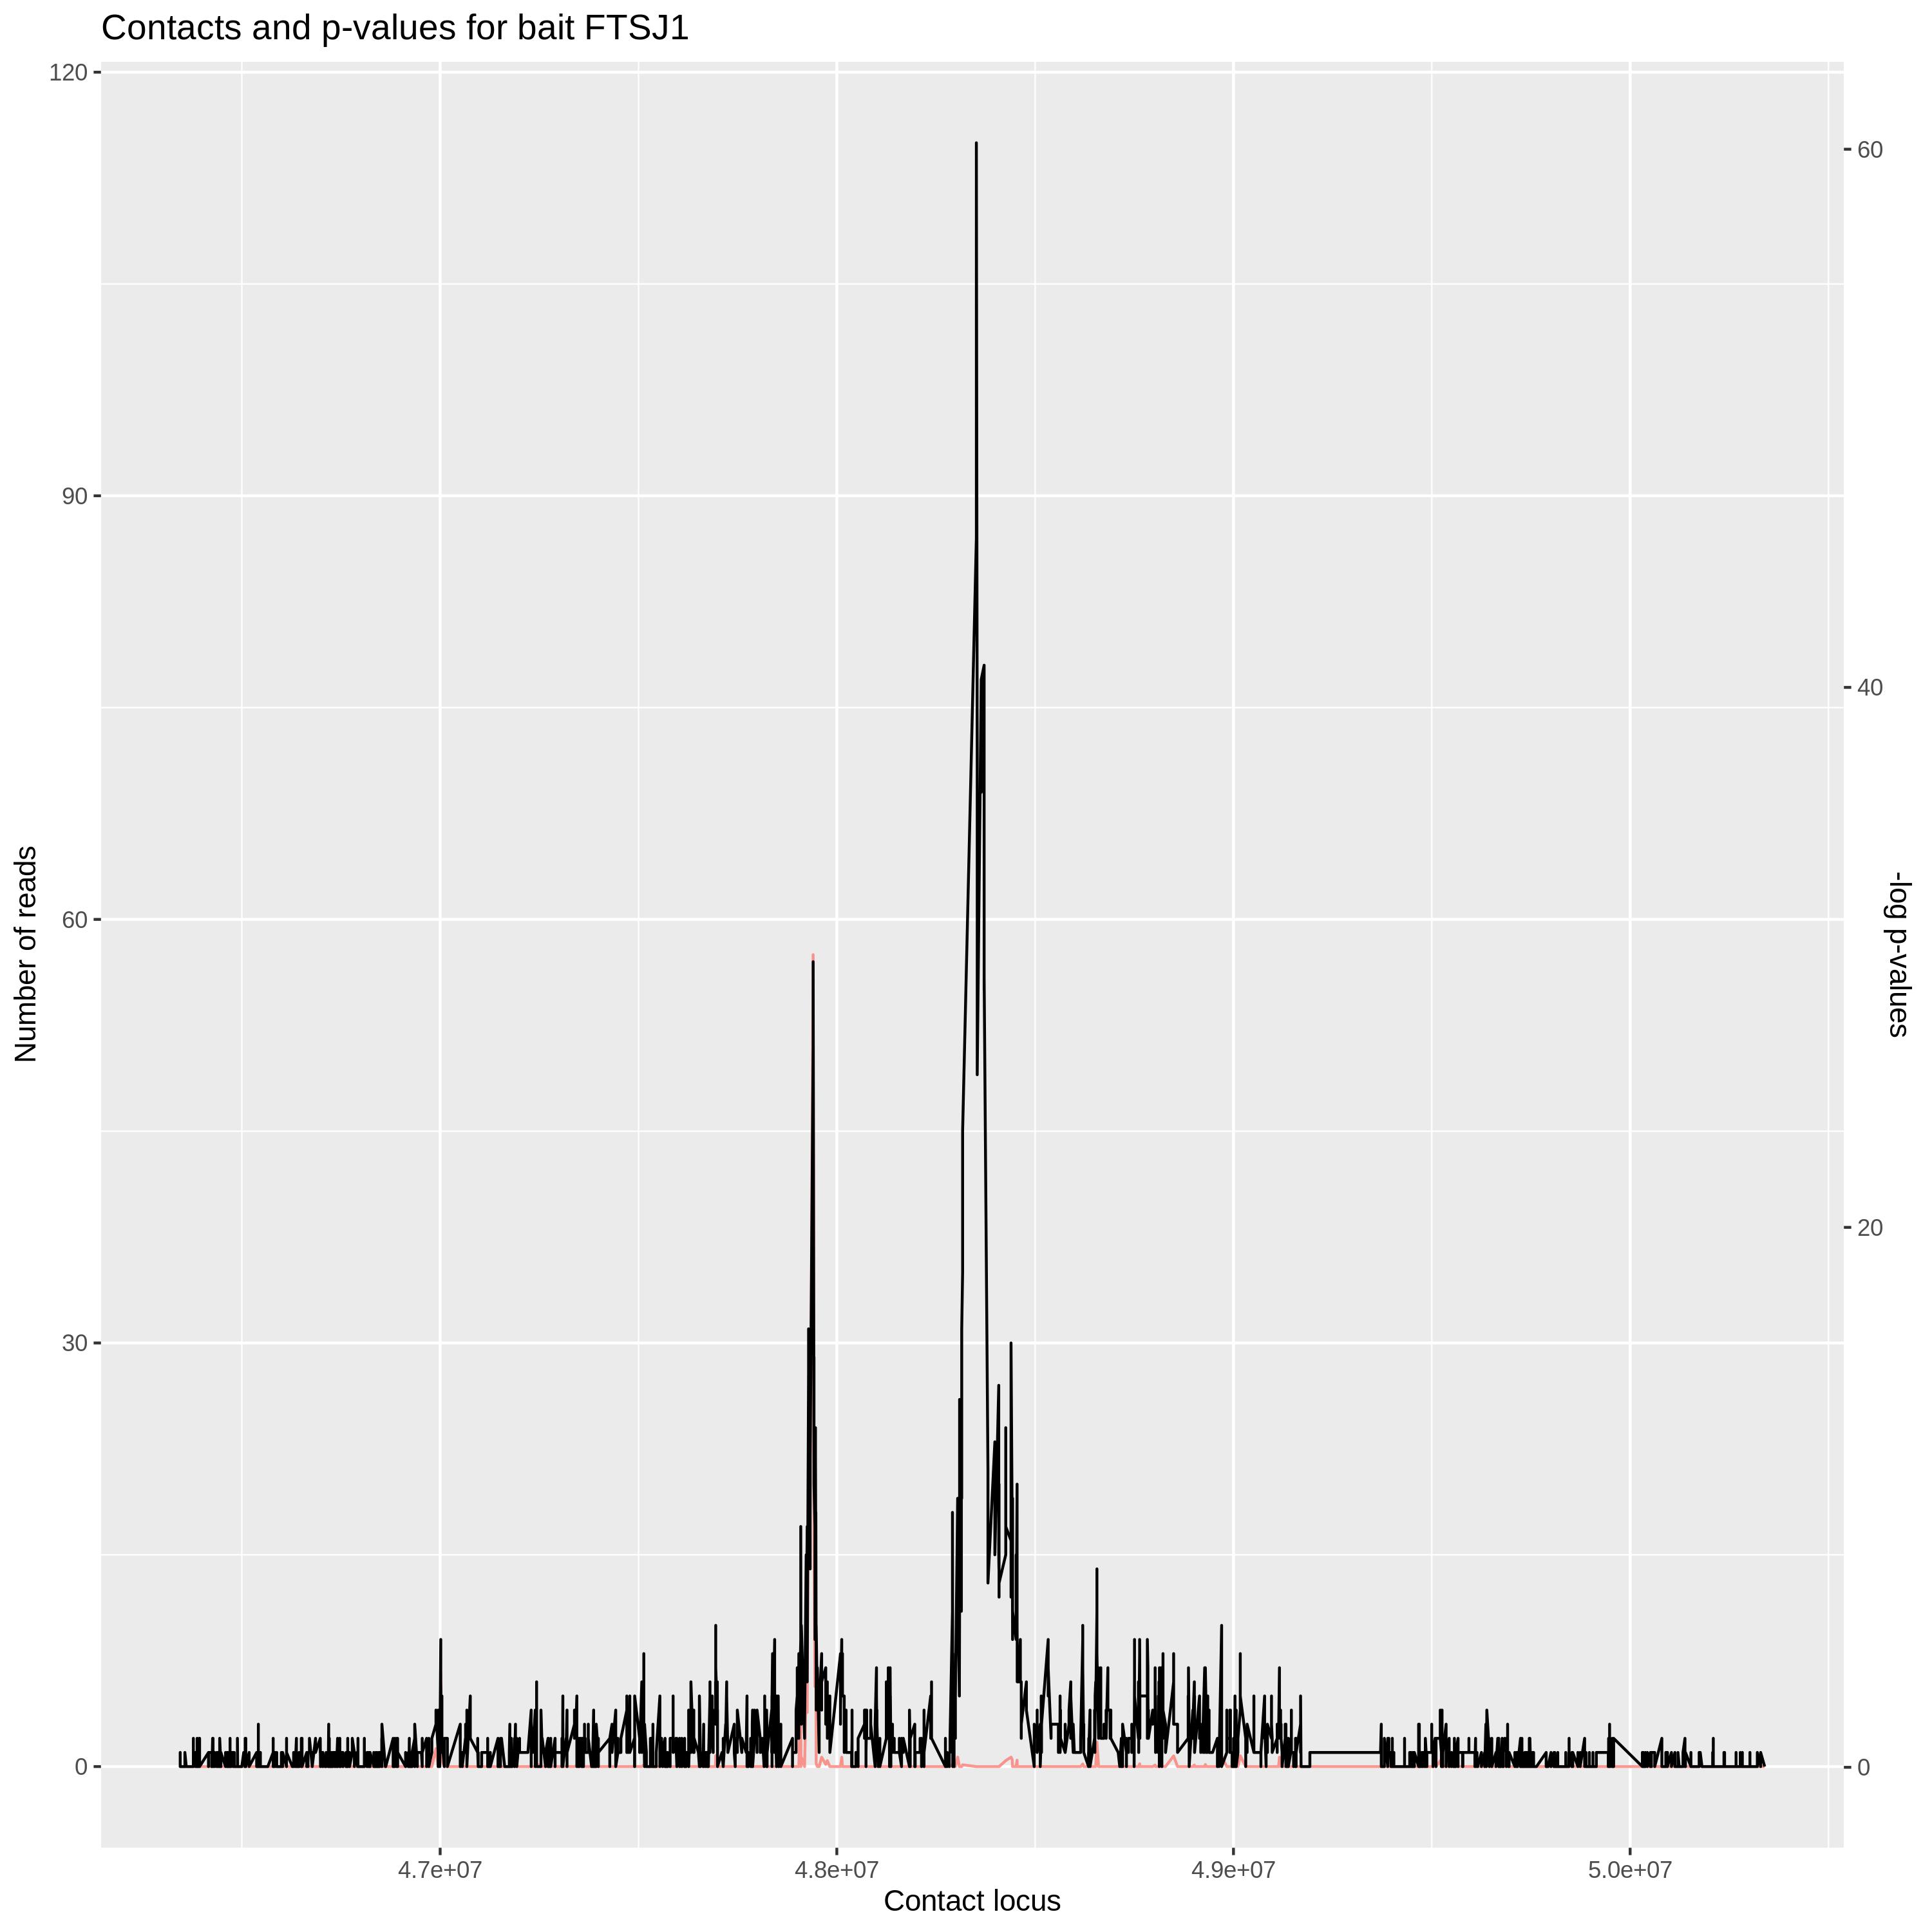 Contacts and p-values for bait FTSJ1
120
90
60
30
0
Number of reads
60
40
20
0
-log p-values
4.7e+07
4.8e+07
4.9e+07
5.0e+07
Contact locus